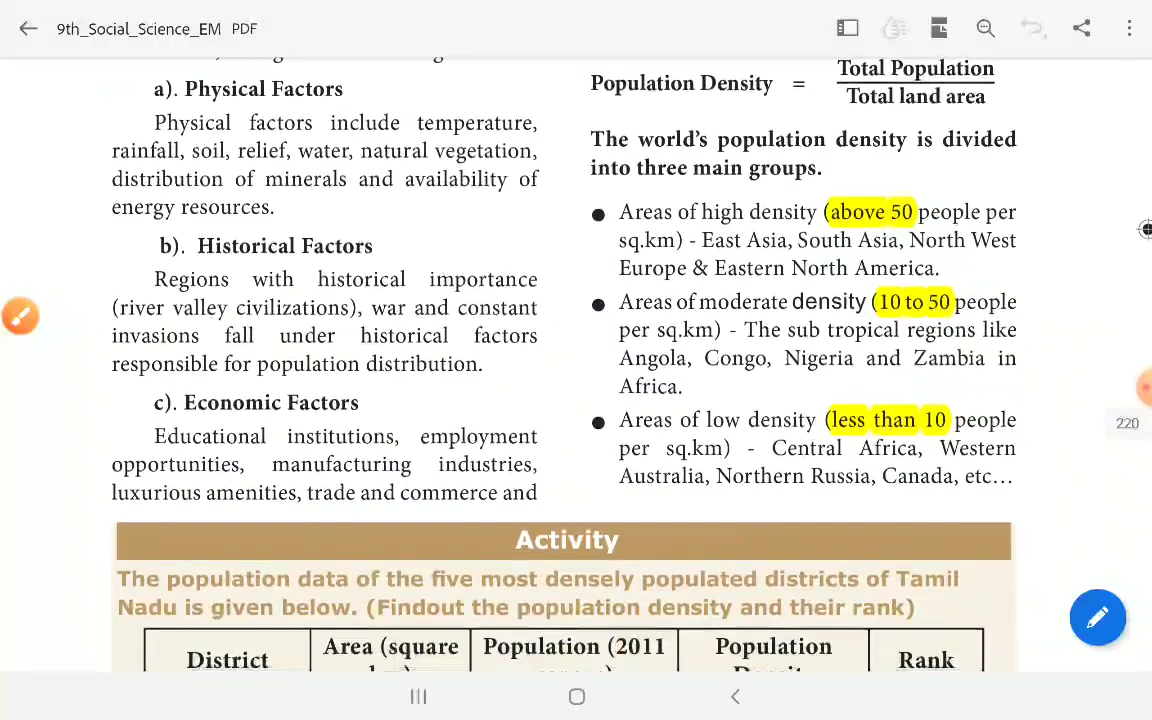 9th_Social_Science_EM PDF
a). Physical Factors
Physical factors include temperature,
rainfall, soil, relief, water, natural vegetation,
distribution of minerals and availability of
energy resources.
b). Historical Factors
Regions with historical importance
(river valley civilizations), war and constant
invasions fall under historical factors
responsible for population distribution.
c). Economic Factors
Educational institutions, employment
opportunities, manufacturing industries,
luxurious amenities, trade and commerce and
Population Density = Total Population
Total land area
The world's population density is divided
into three main groups.
● Areas of high density (above 50 people per
sq.km) - East Asia, South Asia, North West
Europe & Eastern North America.
● Areas of moderate density (10 to 50 people
per sq.km) - The sub tropical regions like
Angola, Congo, Nigeria and Zambia in
Africa.
● Areas of low density (less than 10 people
per sq.km) - Central Africa, Western
Australia, Northern Russia, Canada, etc…
220
Activity
The population data of the five most densely populated districts of Tamil
Nadu is given below. (Findout the population density and their rank)
District Area (square Population (2011 Population Rank